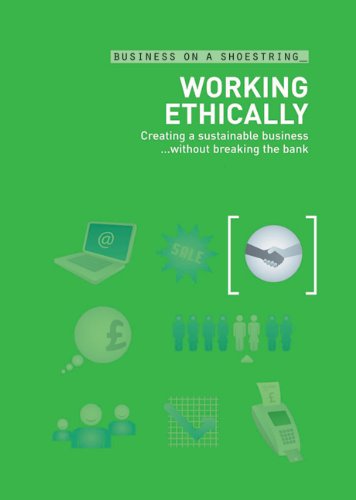 BUSINESS ON A SHOESTRING_
WORKING
ETHICALLY
Creating a sustainable business
...without breaking the bank
@
SALE
£
£